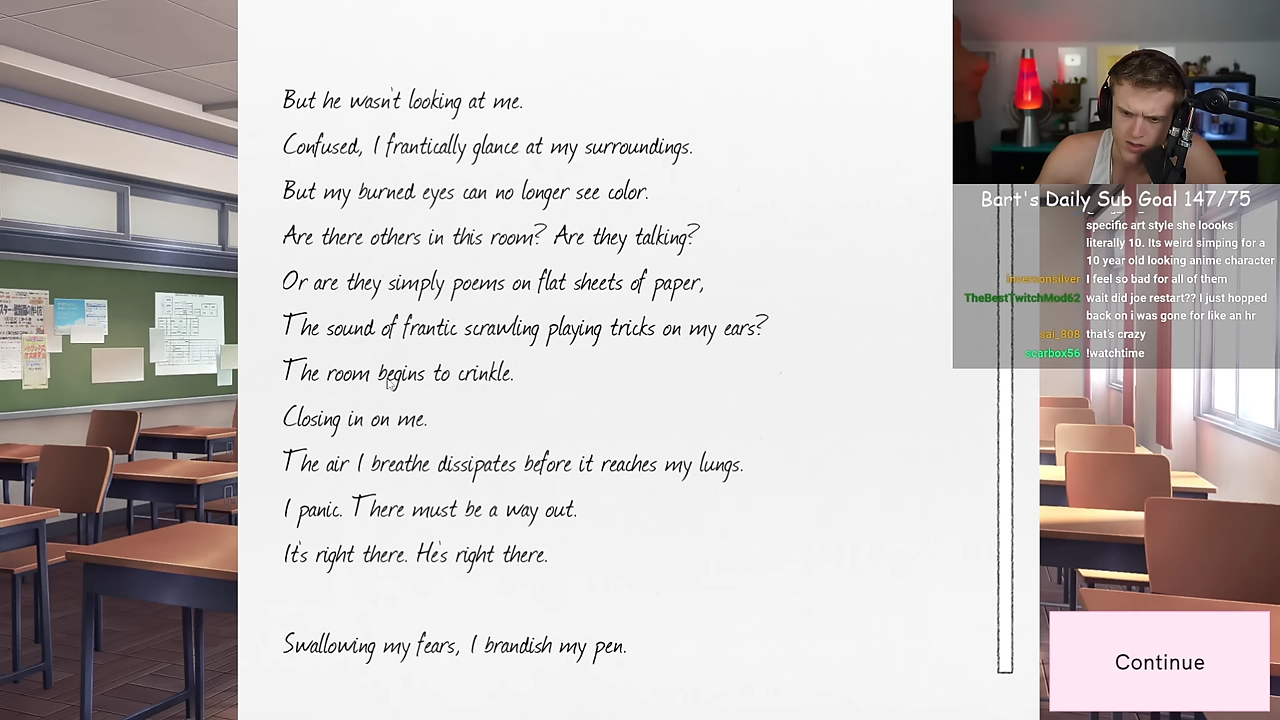 But he wasn't looking at me.
Confused, I frantically glance at my surroundings.
But my burned eyes can no longer see color.
Are there others in this room? Are they talking?
Or are they simply poems on flat sheets of paper,
The sound of frantic scrawling playing tricks on my ears?
The room begins to crinkle.
Closing in on me.
The air I breathe dissipates before it reaches my lungs.
I panic. There must be a way out.
It's right there. He's right there.
Swallowing my fears, I brandish my pen.
Bart's Daily Sub Goal 147/75
specific art style she loooks
literally 10. Its weird simping for a
10 year old looking anime character
I feel so bad for all of them
TheBestTwitchMod62 wait did joe restart?? I just hopped
back on i was gone for like an hr
sal_808 that's crazy
scarbox56 !watchtime
Continue